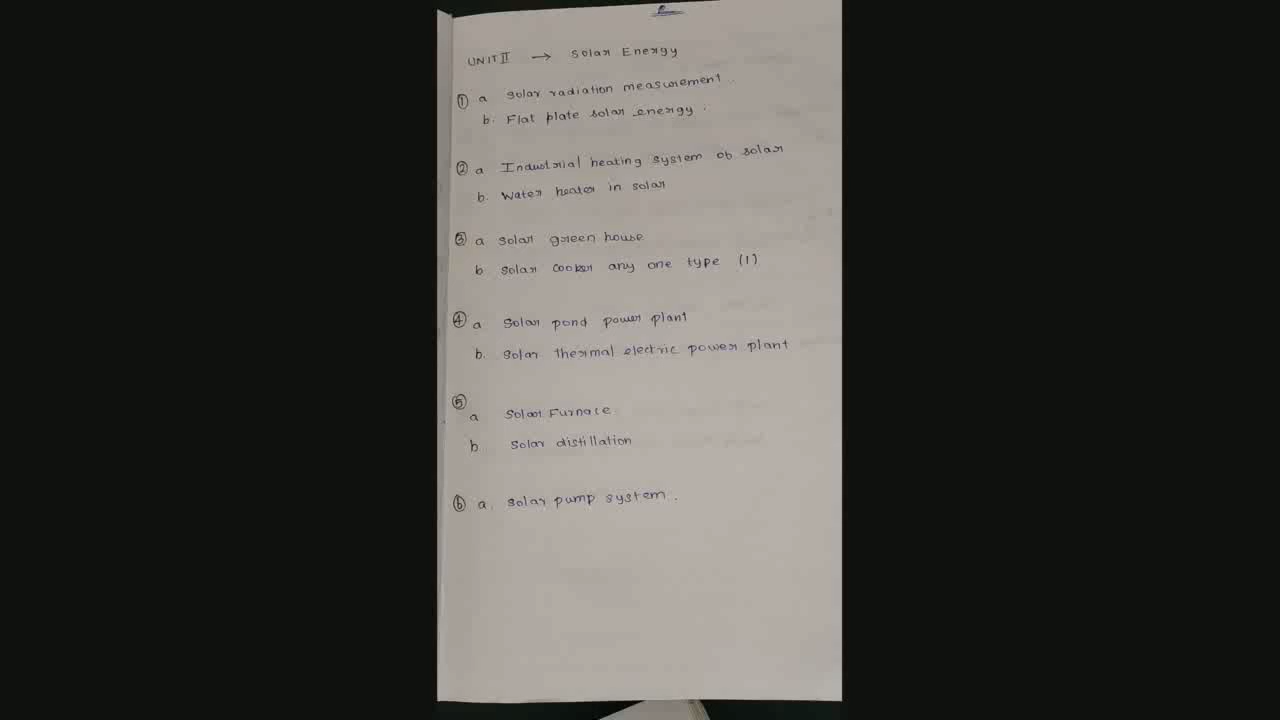 UNIT II → Solar Energy
① a Solar radiation measurement.
b. Flat plate solar energy.
② a Industrial heating system of solar
b. Water heater in solar
③ a Solar green house
b Solar Cooker any one type (1)
④ a Solar pond power plant
b. Solar thermal electric power plant
⑤
a Solar Furnace.
b Solar distillation
⑥ a. Solar pump system.